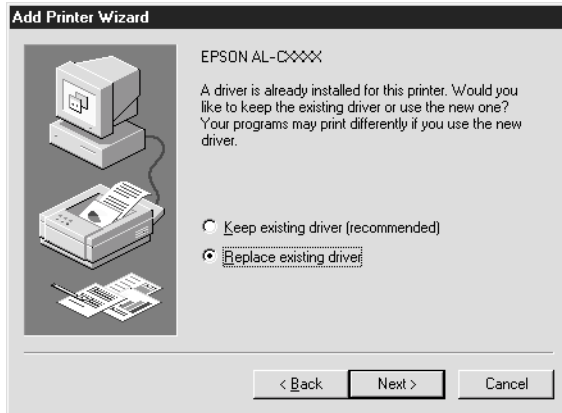 Add Printer Wizard
EPSON AL-CXXXX
A driver is already installed for this printer. Would you
like to keep the existing driver or use the new one?
Your programs may print differently if you use the new
driver.
Keep existing driver (recommended)
Replace existing driver
< Back Next > Cancel